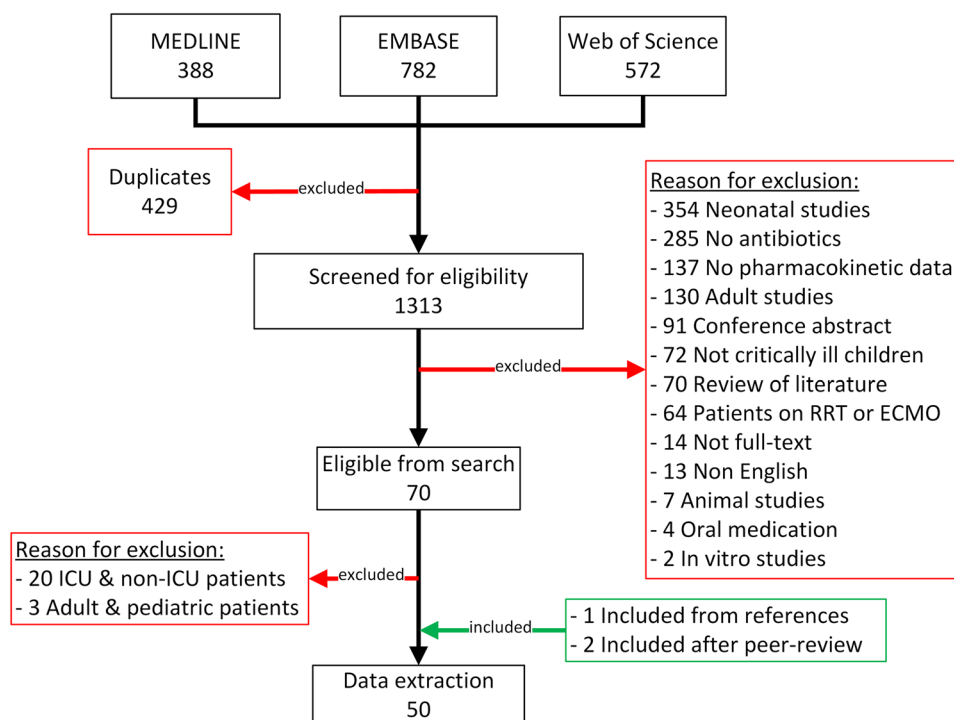 MEDLINE
388
EMBASE
782
Web of Science
572
Duplicates
429
excluded
Screened for eligibility
1313
excluded
Reason for exclusion:
- 354 Neonatal studies
- 285 No antibiotics
- 137 No pharmacokinetic data
- 130 Adult studies
- 91 Conference abstract
- 72 Not critically ill children
- 70 Review of literature
- 64 Patients on RRT or ECMO
- 14 Not full-text
- 13 Non English
- 7 Animal studies
- 4 Oral medication
- 2 In vitro studies
Eligible from search
70
Reason for exclusion:
- 20 ICU & non-ICU patients
- 3 Adult & pediatric patients
excluded
included
- 1 Included from references
- 2 Included after peer-review
Data extraction
50